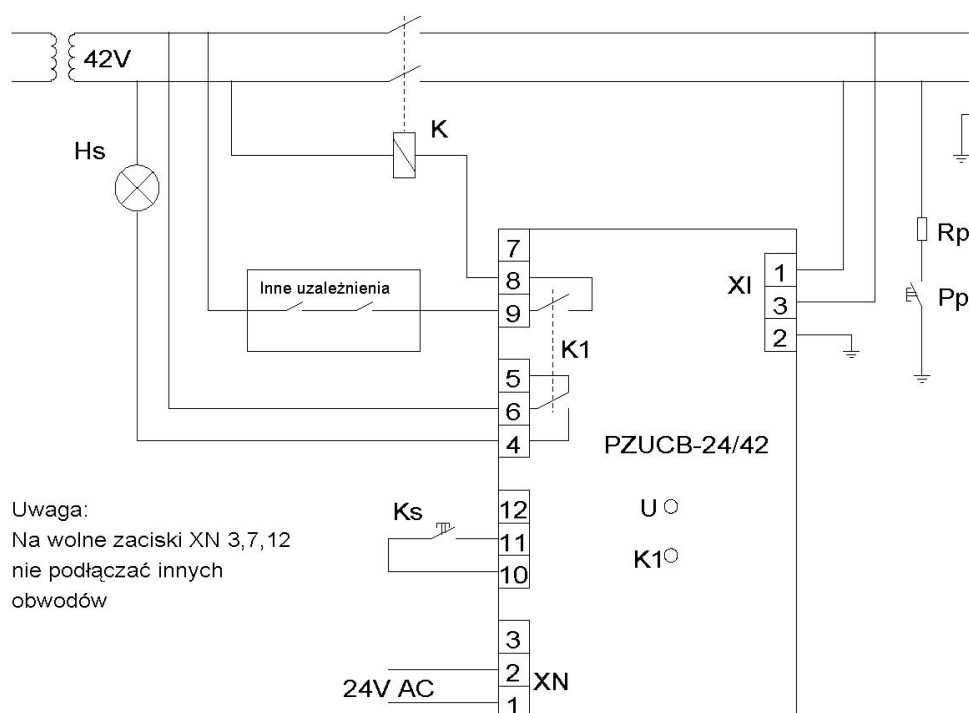 42V
K
Hs
Inne uzależnienia
7
8
9
K1
5
6
4
XI
1
3
2
Rp
Pp
PZUCB-24/42
U
K1
Uwaga:
Na wolne zaciski XN 3,7,12
nie podłączać innych
obwodów
Ks
12
11
10
3
2
1
XN
24V AC